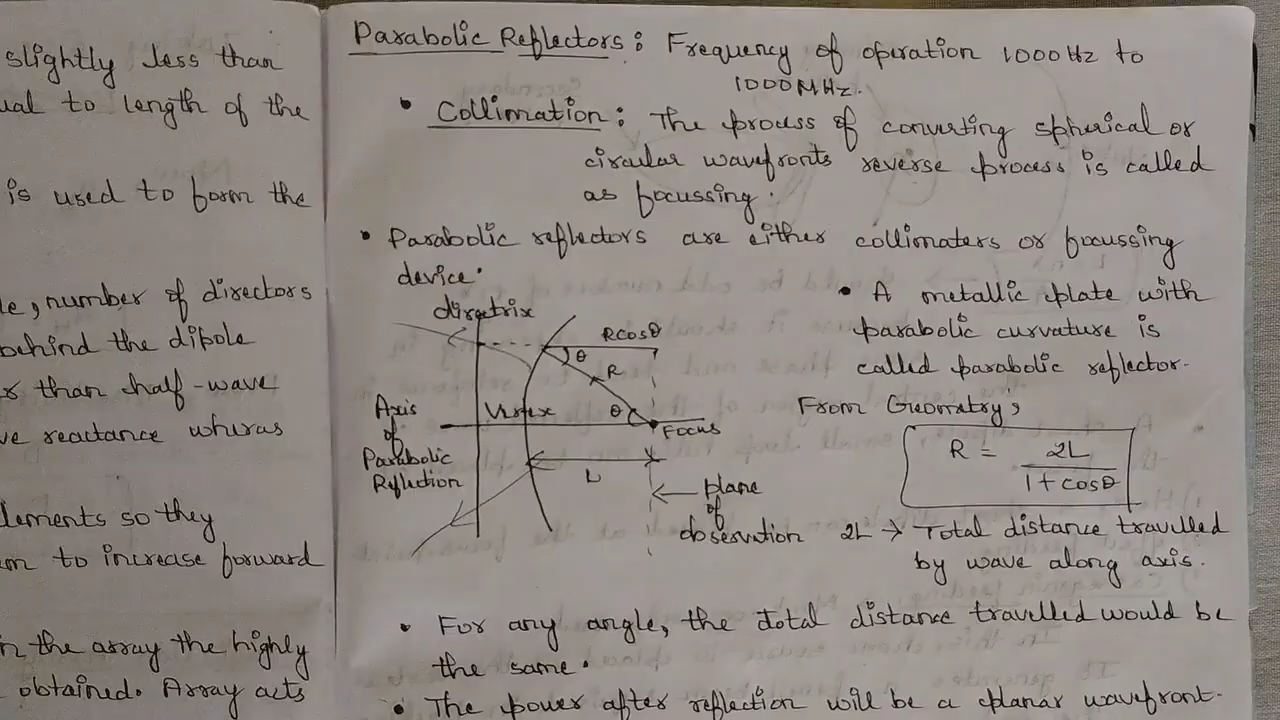 slightly less than
ual to length of the
is used to form the
le, number of directors
behind the dipole
r than half-wave
ve reactance wheras
lements so they
m to increase forward
n the array the highly
obtained. Array acts
Parabolic Reflectors: Frequency of operation 1000Hz to
1000MHz.
• Collimation: The process of converting spherical or
circular wavefronts reverse process is called
as focussing.
• Parabolic reflectors are either collimaters or focussing
device.
• A metallic plate with
parabolic curvature is
called parabolic reflector.
directrix
Rcosθ
θ
R
Axis
of
Parabolic
Reflection
Vertex
θ
Focus
L
← plane
of
observation
From Geometry,
R = 2L
1 + cosθ
2L → Total distance travelled
by wave along axis.
• For any angle, the total distance travelled would be
the same.
• The power after reflection will be a planar wavefront.